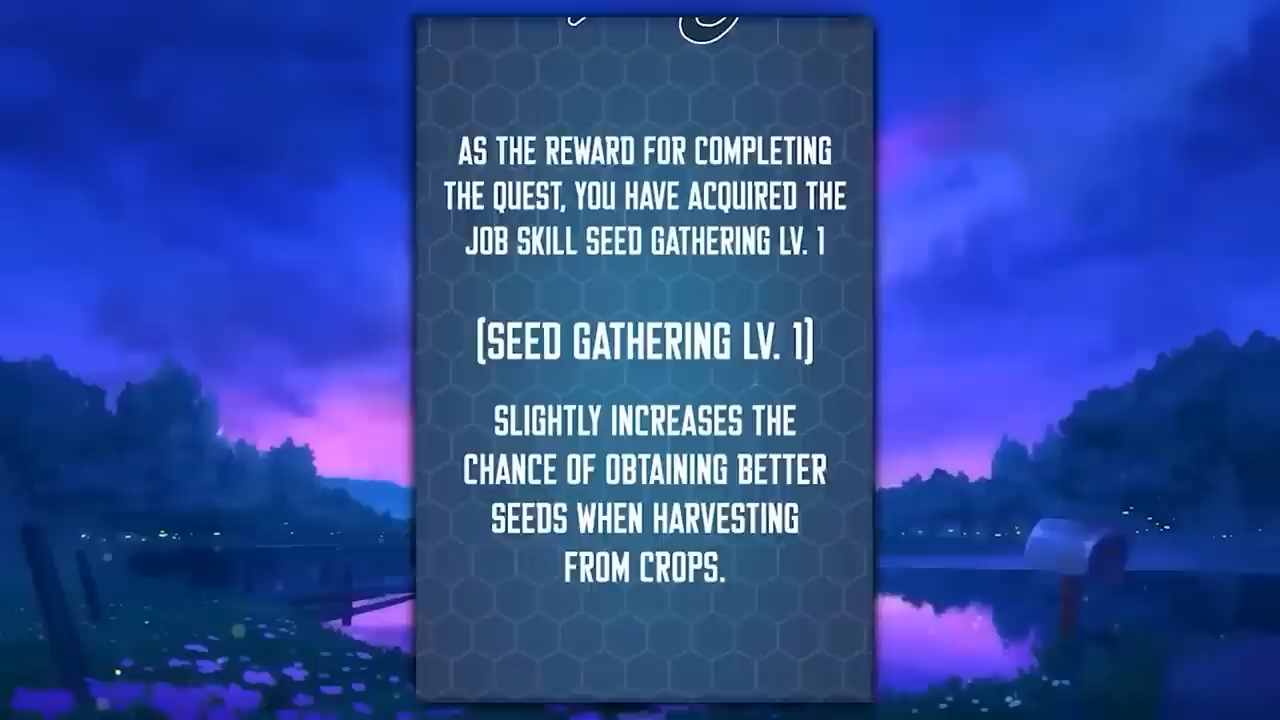 AS THE REWARD FOR COMPLETING
THE QUEST, YOU HAVE ACQUIRED THE
JOB SKILL SEED GATHERING LV. 1
[SEED GATHERING LV. 1]
SLIGHTLY INCREASES THE
CHANCE OF OBTAINING BETTER
SEEDS WHEN HARVESTING
FROM CROPS.